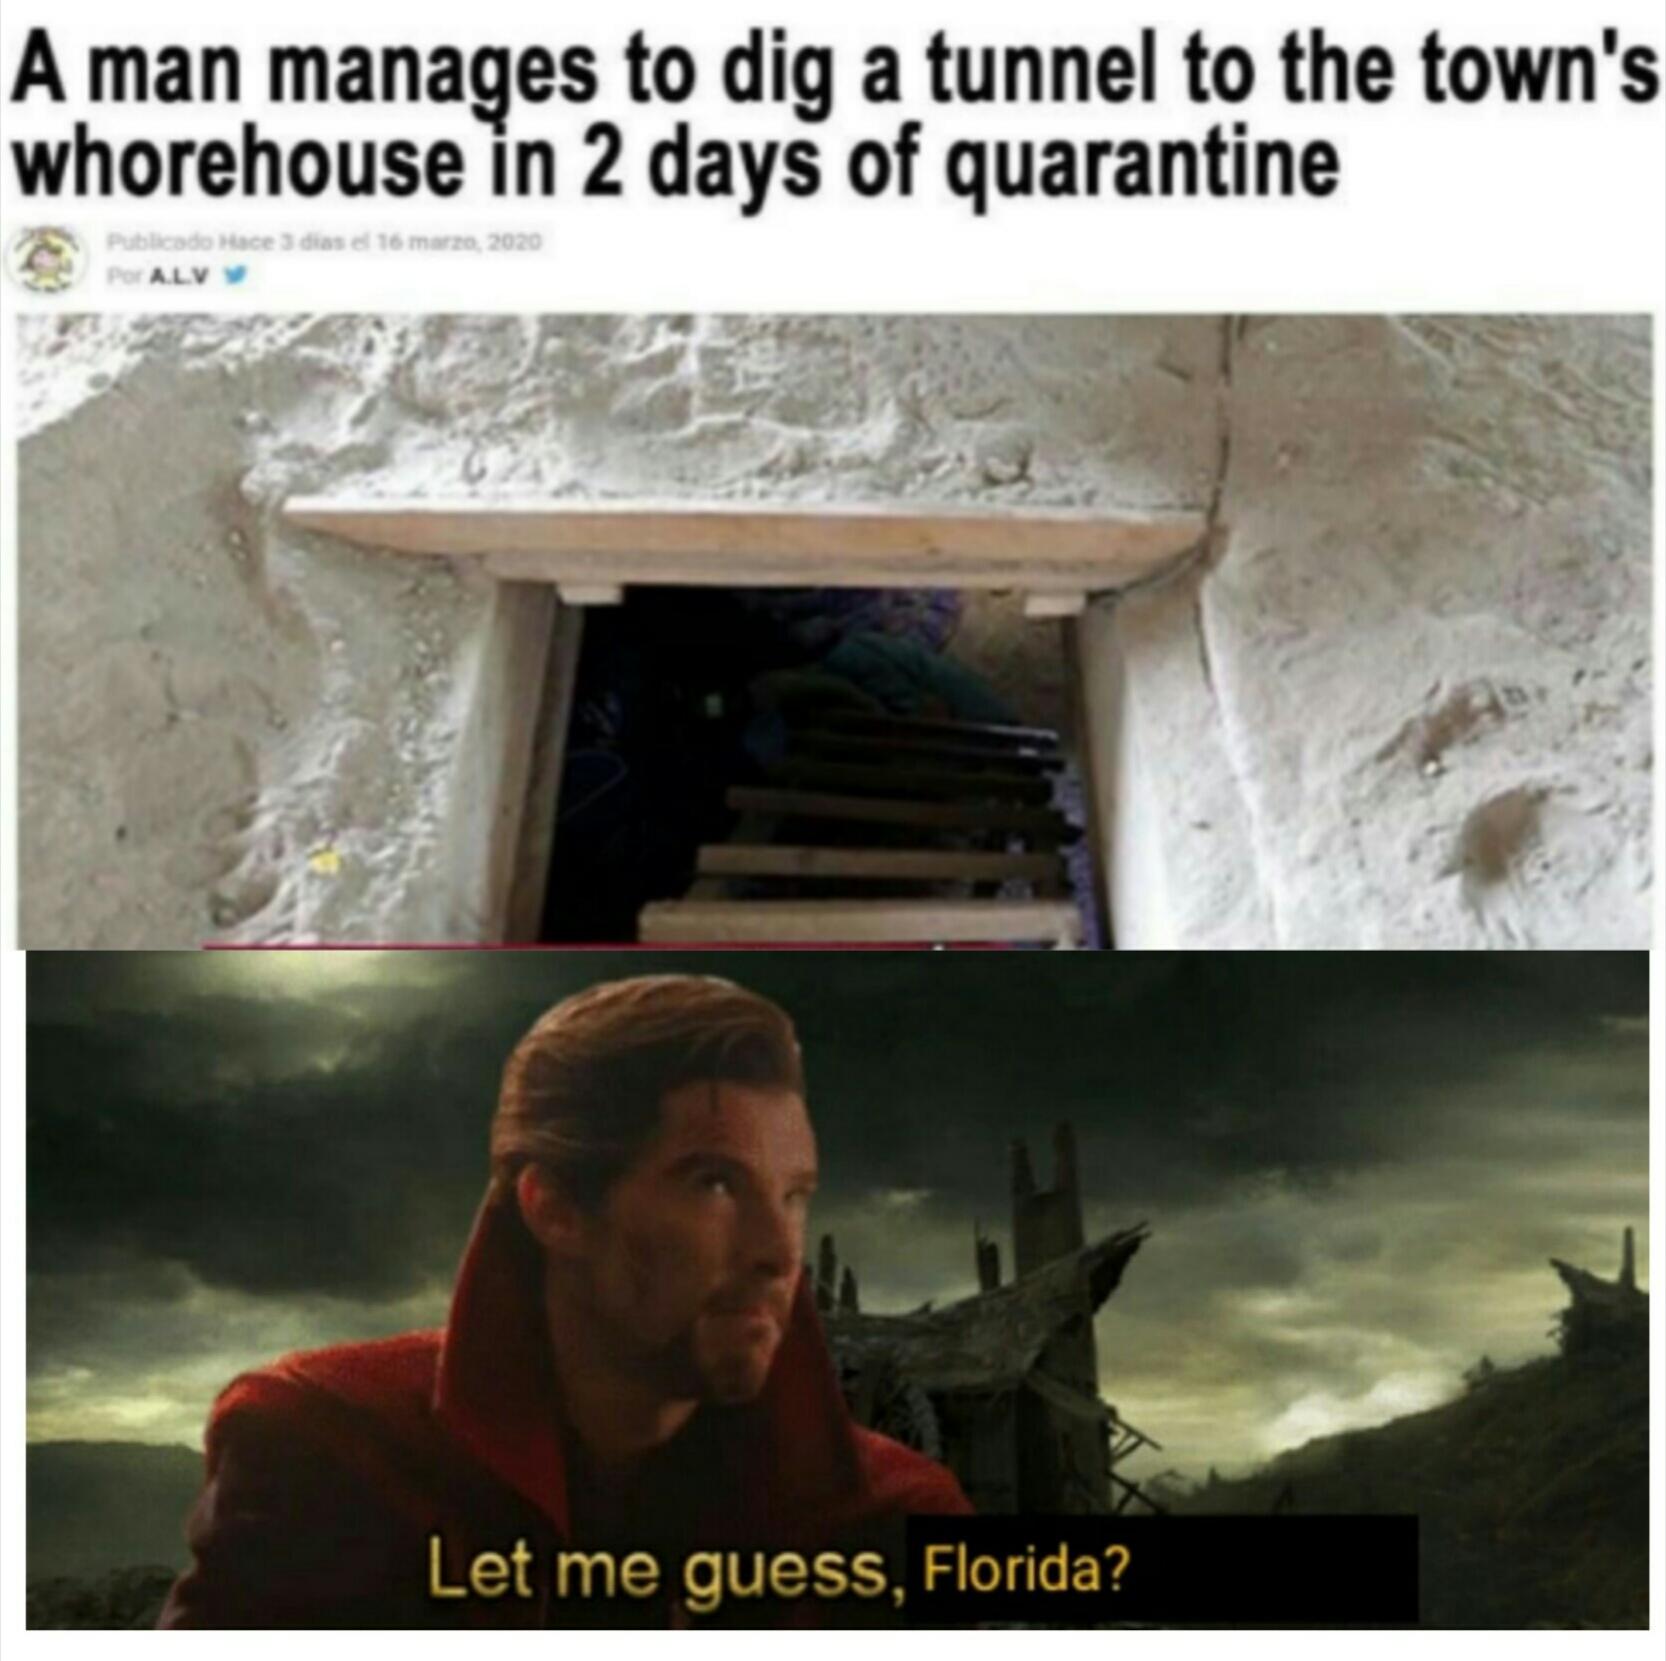 A man manages to dig a tunnel to the town's
whorehouse in 2 days of quarantine
Publicado Hace 3 días el 16 marzo, 2020
Por A.L.V
Let me guess, Florida?